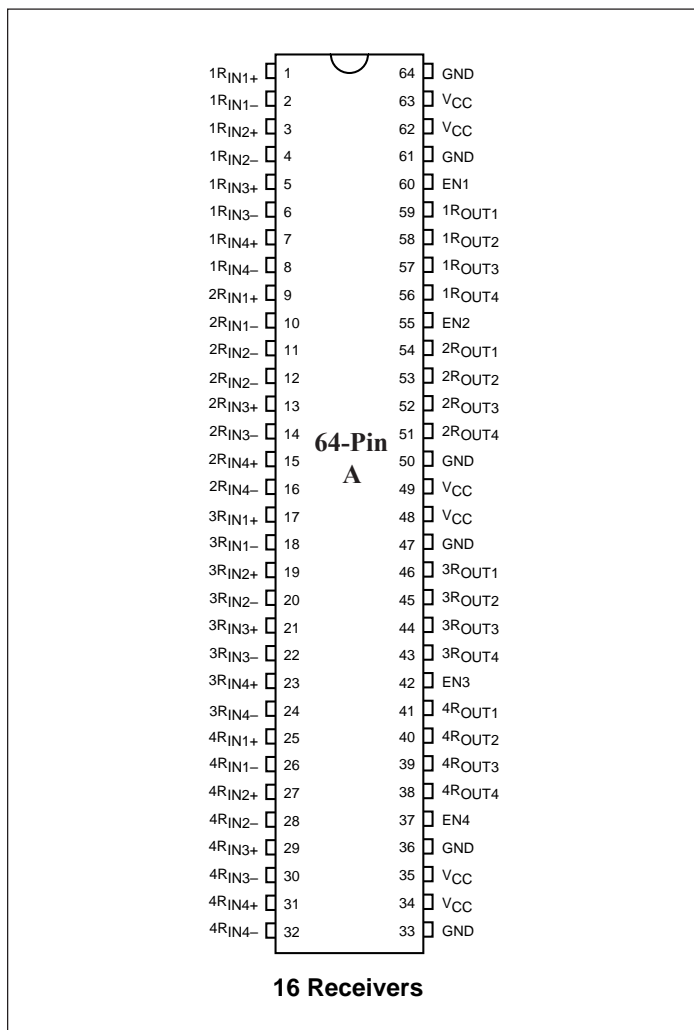 1RIN1+ 1 64 GND
1RIN1– 2 63 VCC
1RIN2+ 3 62 VCC
1RIN2– 4 61 GND
1RIN3+ 5 60 EN1
1RIN3– 6 59 1ROUT1
1RIN4+ 7 58 1ROUT2
1RIN4– 8 57 1ROUT3
2RIN1+ 9 56 1ROUT4
2RIN1– 10 55 EN2
2RIN2– 11 54 2ROUT1
2RIN2– 12 53 2ROUT2
2RIN3+ 13 52 2ROUT3
2RIN3– 14 51 2ROUT4
64-Pin
A
2RIN4+ 15 50 GND
2RIN4– 16 49 VCC
3RIN1+ 17 48 VCC
3RIN1– 18 47 GND
3RIN2+ 19 46 3ROUT1
3RIN2– 20 45 3ROUT2
3RIN3+ 21 44 3ROUT3
3RIN3– 22 43 3ROUT4
3RIN4+ 23 42 EN3
3RIN4– 24 41 4ROUT1
4RIN1+ 25 40 4ROUT2
4RIN1– 26 39 4ROUT3
4RIN2+ 27 38 4ROUT4
4RIN2– 28 37 EN4
4RIN3+ 29 36 GND
4RIN3– 30 35 VCC
4RIN4+ 31 34 VCC
4RIN4– 32 33 GND
16 Receivers